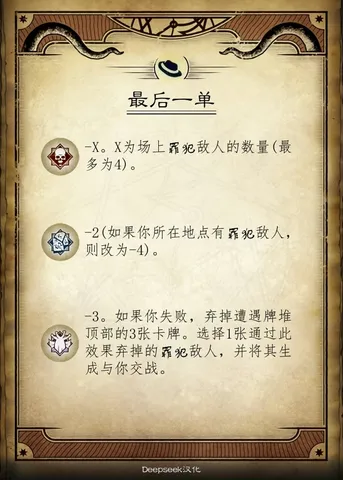 最后一单
-X。X为场上罪犯敌人的数量(最
多为4)。
-2(如果你所在地点有罪犯敌人，
则改为-4)。
-3。如果你失败，弃掉遭遇牌堆
顶部的3张卡牌。选择1张通过此
效果弃掉的罪犯敌人，并将其生
成与你交战。
Deepseek汉化